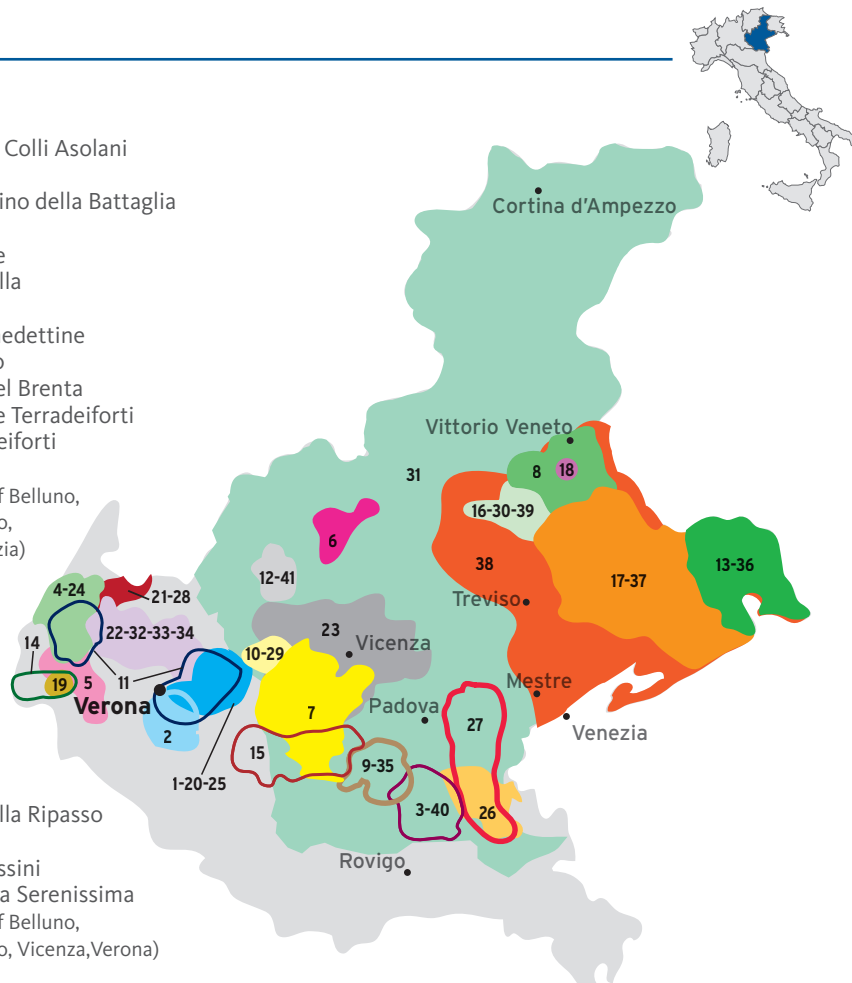 Colli Asolani
ino della Battaglia
e
lla
edettine
o
el Brenta
e Terradeiforti
eiforti
f Belluno,
o,
zia)
lla Ripasso
ssini
a Serenissima
f Belluno,
o, Vicenza,Verona)
Cortina d'Ampezzo
Vittorio Veneto
31
8
18
16-30-39
6
38
17-37
13-36
12-41
4-24
21-28
Treviso
22-32-33-34
23
Vicenza
14
10-29
11
19
5
Verona
Mestre
Padova
7
27
Venezia
2
15
9-35
1-20-25
3-40
26
Rovigo